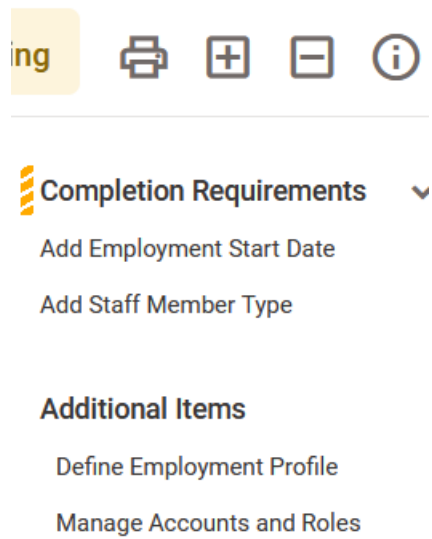 ing
Completion Requirements
Add Employment Start Date
Add Staff Member Type
Additional Items
Define Employment Profile
Manage Accounts and Roles